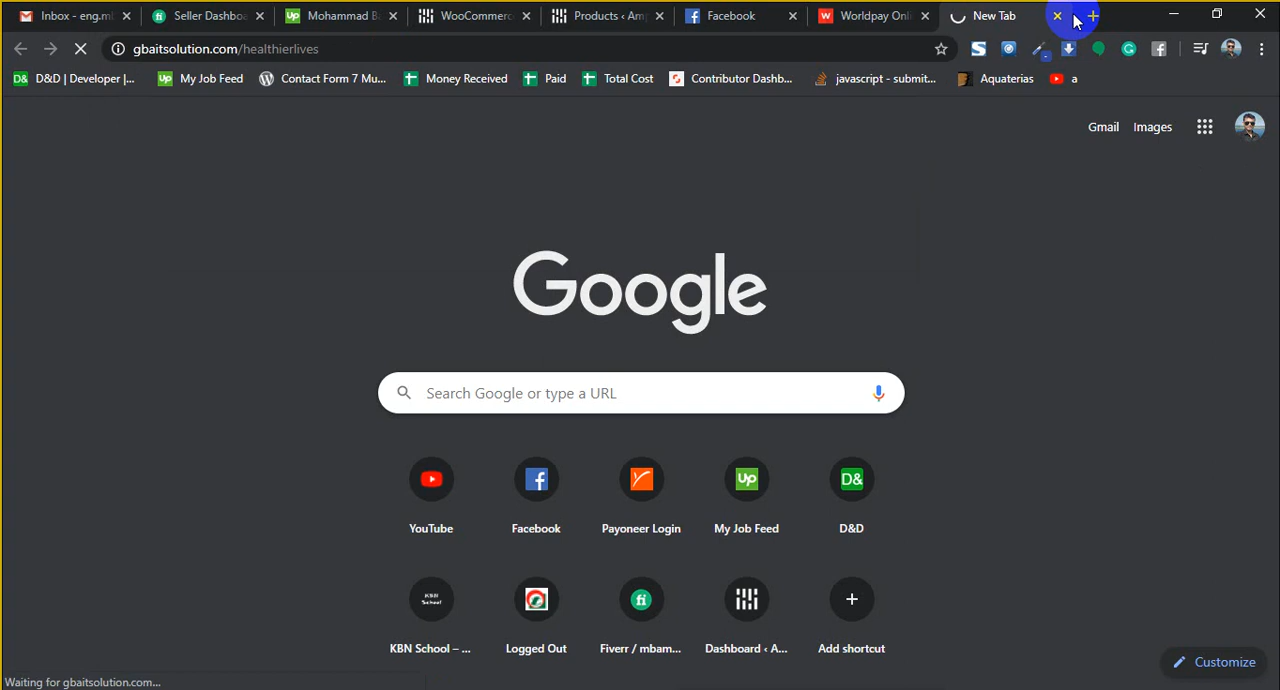 Inbox - eng.m
Seller Dashbo
Mohammad B
WooCommerc
Products ‹ Am
Facebook
Worldpay Onli
New Tab
gbaitsolution.com/healthierlives
D&D | Developer |...
My Job Feed
Contact Form 7 Mu...
Money Received
Paid
Total Cost
Contributor Dashb...
javascript - submit...
Aquaterias
a
Gmail Images
Google
Search Google or type a URL
YouTube
Facebook
Payoneer Login
My Job Feed
D&D
KBN School – ...
Logged Out
Fiverr / mbam...
Dashboard ‹ A...
Add shortcut
Customize
Waiting for gbaitsolution.com...